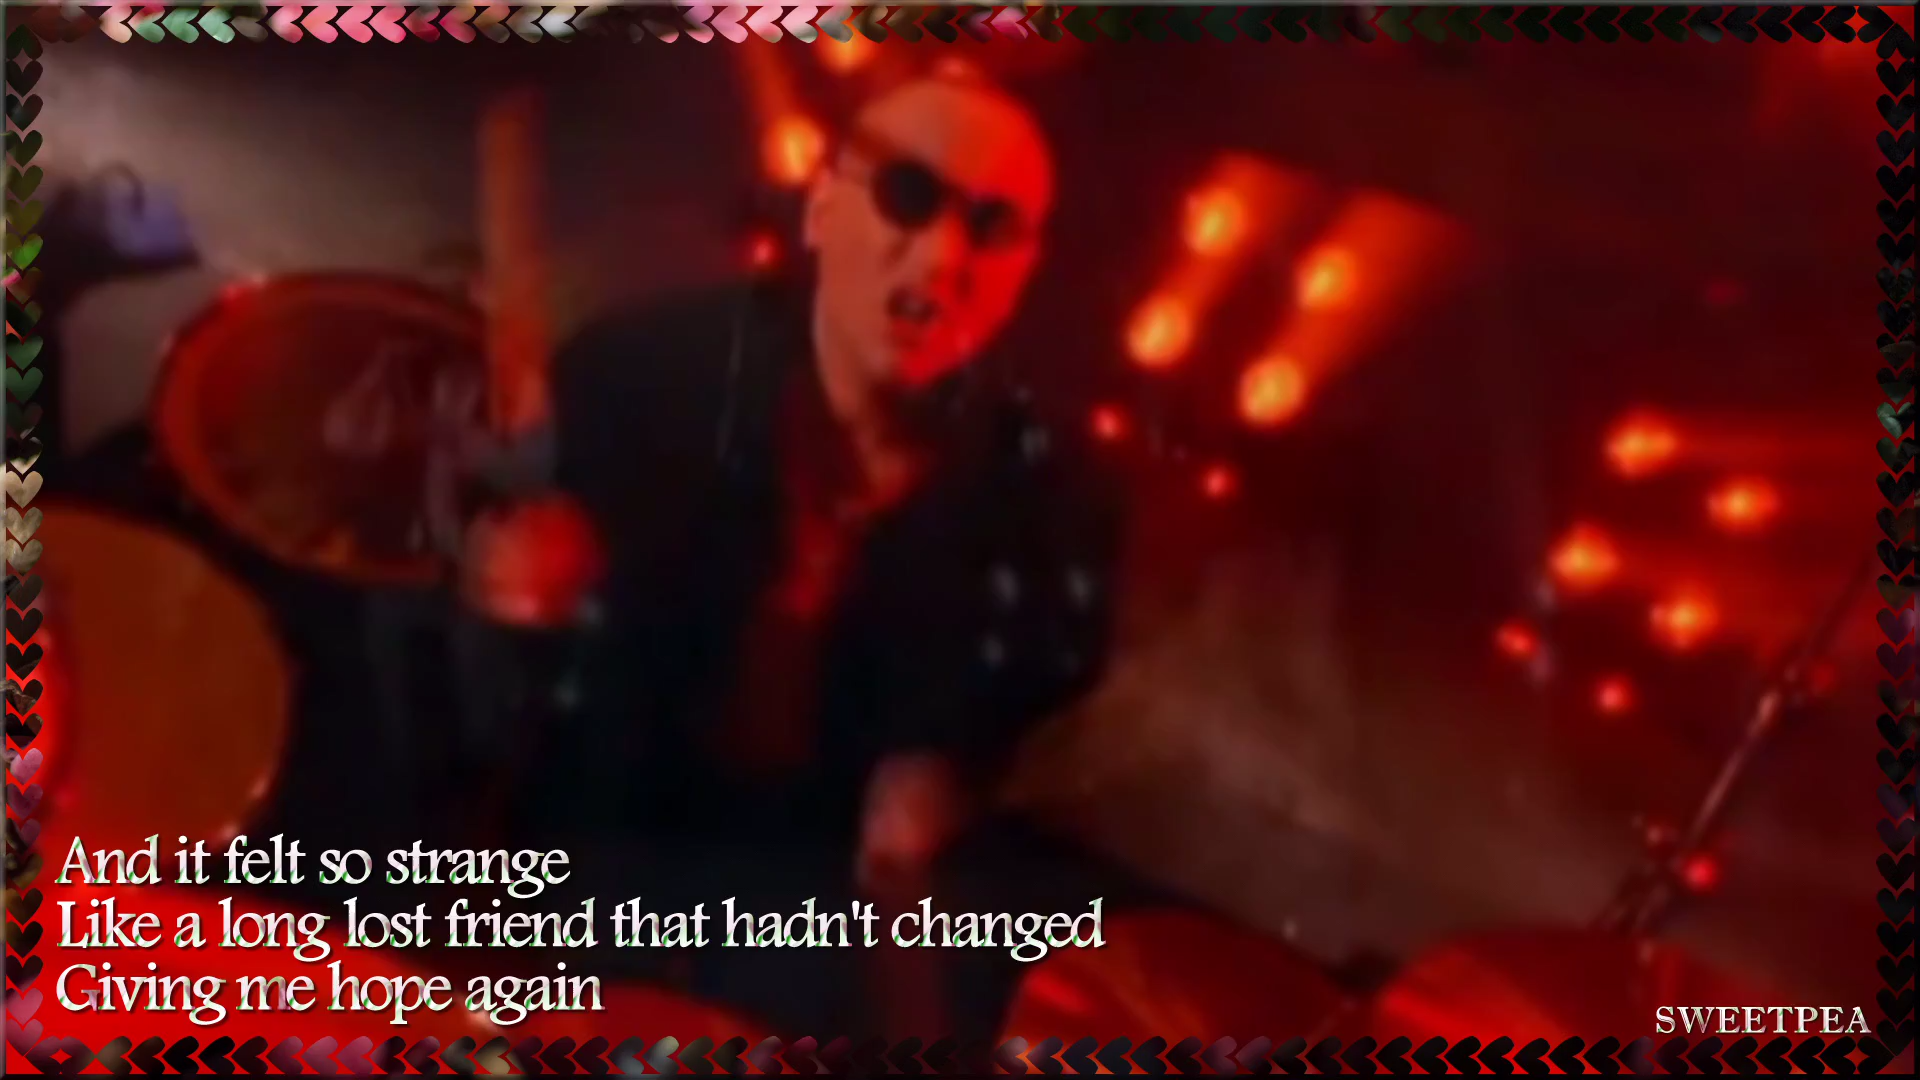 And it felt so strange
Like a long lost friend that hadn't changed
Giving me hope again
SWEETPEA